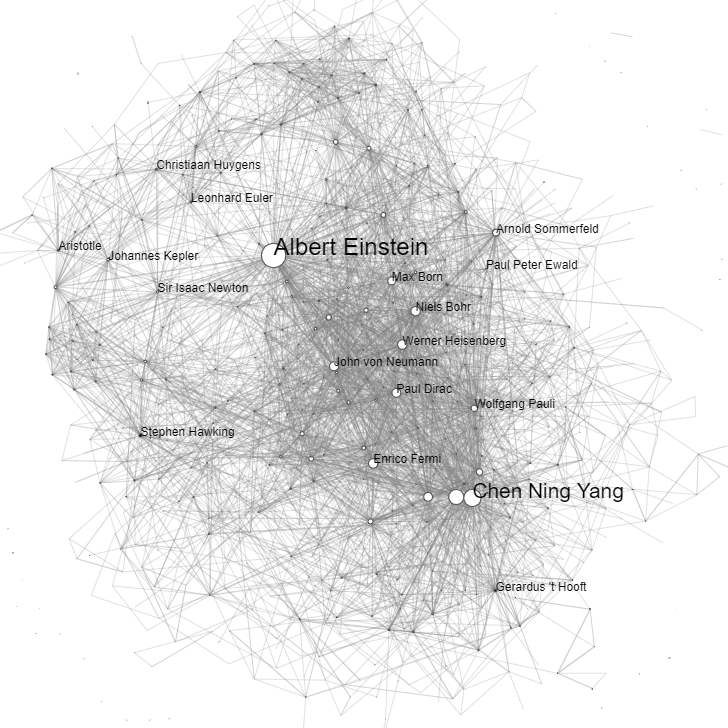 Christiaan Huygens
Leonhard Euler
Arnold Sommerfeld
Aristotle
Albert Einstein
Johannes Kepler
Paul Peter Ewald
Max Born
Sir Isaac Newton
Niels Bohr
Werner Heisenberg
John von Neumann
Paul Dirac
Wolfgang Pauli
Stephen Hawking
Enrico Fermi
Chen Ning Yang
Gerardus 't Hooft